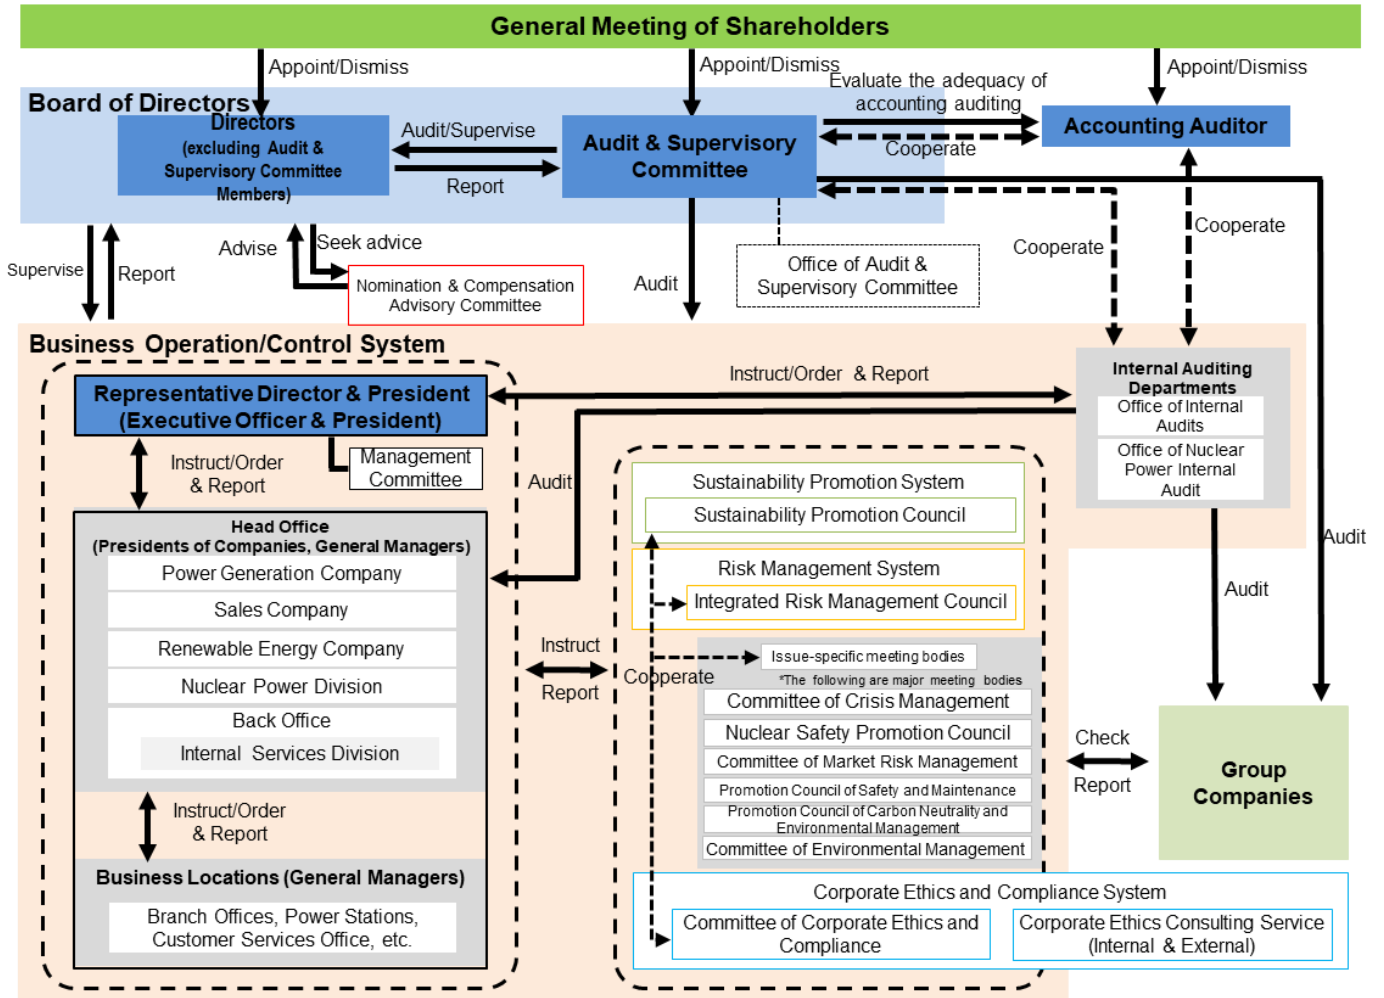 General Meeting of Shareholders
Appoint/Dismiss
Appoint/Dismiss
Appoint/Dismiss
Evaluate the adequacy of
accounting auditing
Board of Directors
Directors
(excluding Audit &
Supervisory Committee
Members)
Audit/Supervise
Report
Audit & Supervisory
Committee
Cooperate
Accounting Auditor
Supervise
Report
Advise
Seek advice
Nomination & Compensation
Advisory Committee
Audit
Office of Audit &
Supervisory Committee
Cooperate
Cooperate
Business Operation/Control System
Representative Director & President
(Executive Officer & President)
Instruct/Order & Report
Internal Auditing
Departments
Office of Internal
Audits
Office of Nuclear
Power Internal
Audit
Instruct/Order
& Report
Management
Committee
Audit
Head Office
(Presidents of Companies, General Managers)
Power Generation Company
Sales Company
Renewable Energy Company
Nuclear Power Division
Back Office
Internal Services Division
Instruct/Order
& Report
Business Locations (General Managers)
Branch Offices, Power Stations,
Customer Services Office, etc.
Instruct
Report
Sustainability Promotion System
Sustainability Promotion Council
Risk Management System
Integrated Risk Management Council
Cooperate
Issue-specific meeting bodies
*The following are major meeting bodies
Committee of Crisis Management
Nuclear Safety Promotion Council
Committee of Market Risk Management
Promotion Council of Safety and Maintenance
Promotion Council of Carbon Neutrality and
Environmental Management
Committee of Environmental Management
Corporate Ethics and Compliance System
Committee of Corporate Ethics and
Compliance
Corporate Ethics Consulting Service
(Internal & External)
Audit
Audit
Check
Report
Group
Companies